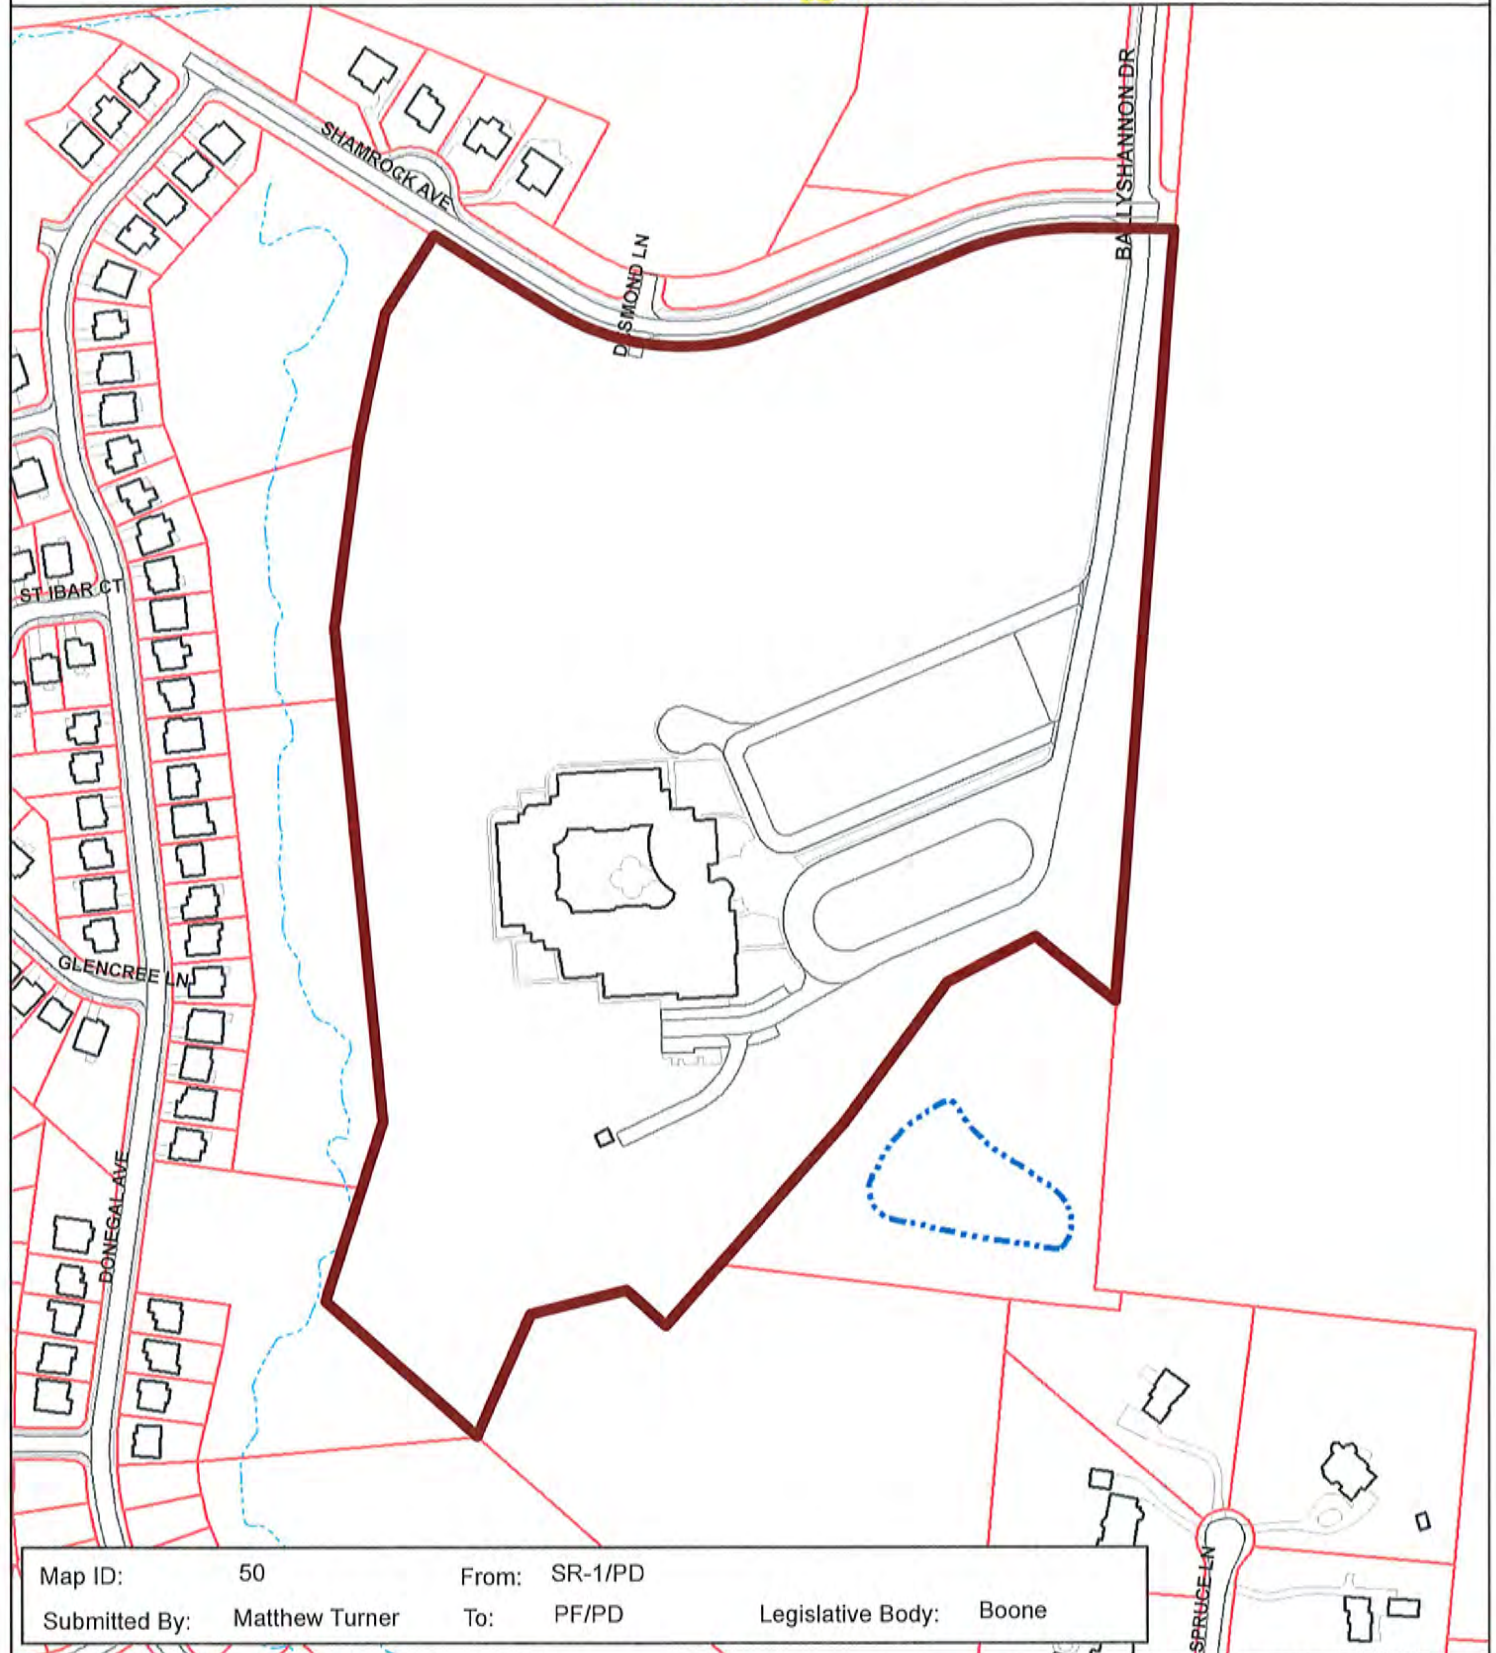 BALLYSHANNON DR
SHAMROCK AVE
DESMOND LN
ST IBAR CT
GLENCREE LN
DONEGAL AVE
SPRUCE LN
Map ID: 50 From: SR-1/PD
Submitted By: Matthew Turner To: PF/PD Legislative Body: Boone